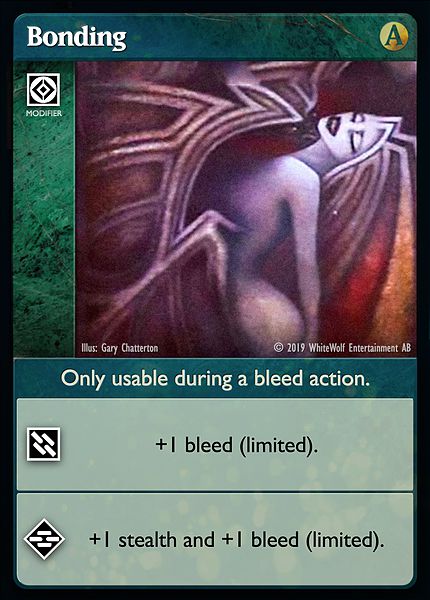 Bonding
A
MODIFIER
Illus: Gary Chatterton
© 2019 WhiteWolf Entertainment AB
Only usable during a bleed action.
+1 bleed (limited).
+1 stealth and +1 bleed (limited).